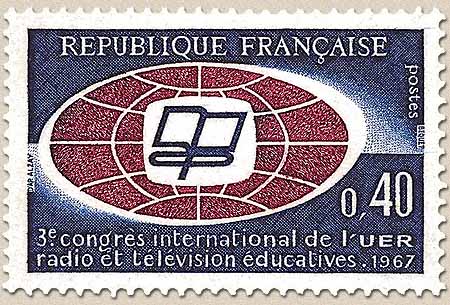 REPUBLIQUE FRANÇAISE
postes
0,40
3e congrès international de l'UER
radio et télévision éducatives. 1967